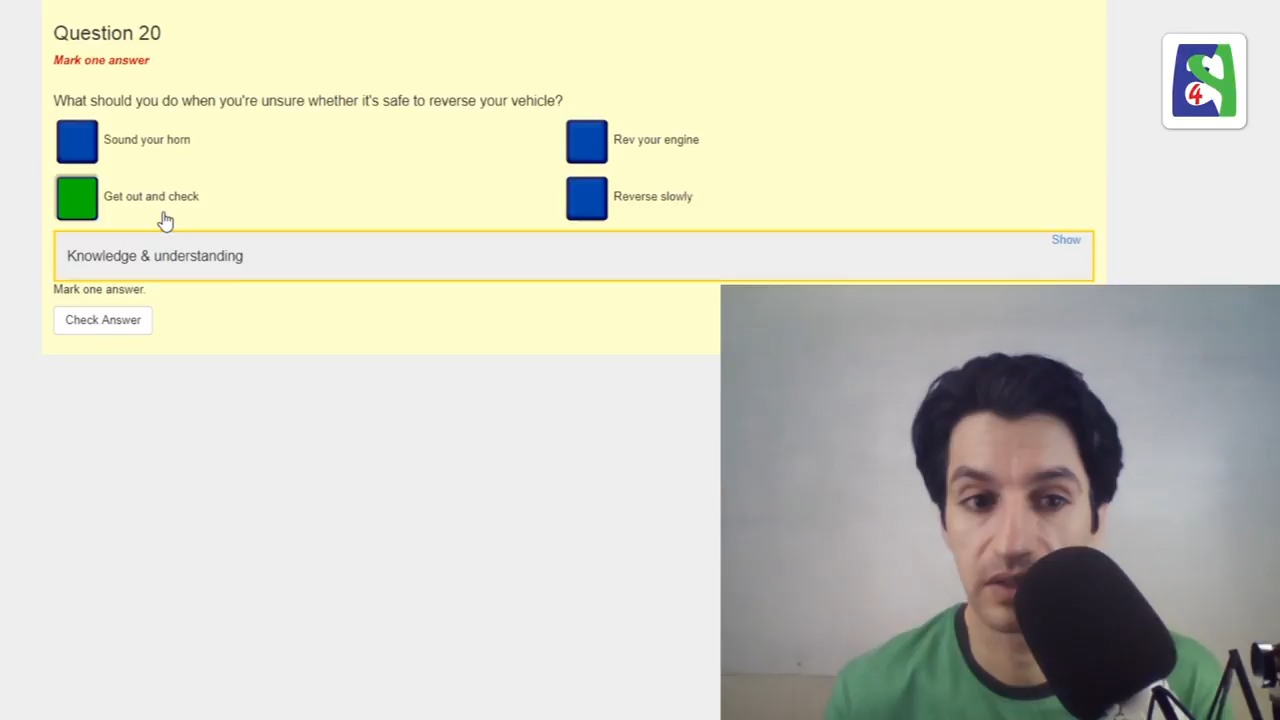 Question 20
Mark one answer
What should you do when you're unsure whether it's safe to reverse your vehicle?
Sound your horn
Rev your engine
Get out and check
Reverse slowly
Show
Knowledge & understanding
Mark one answer.
Check Answer
4